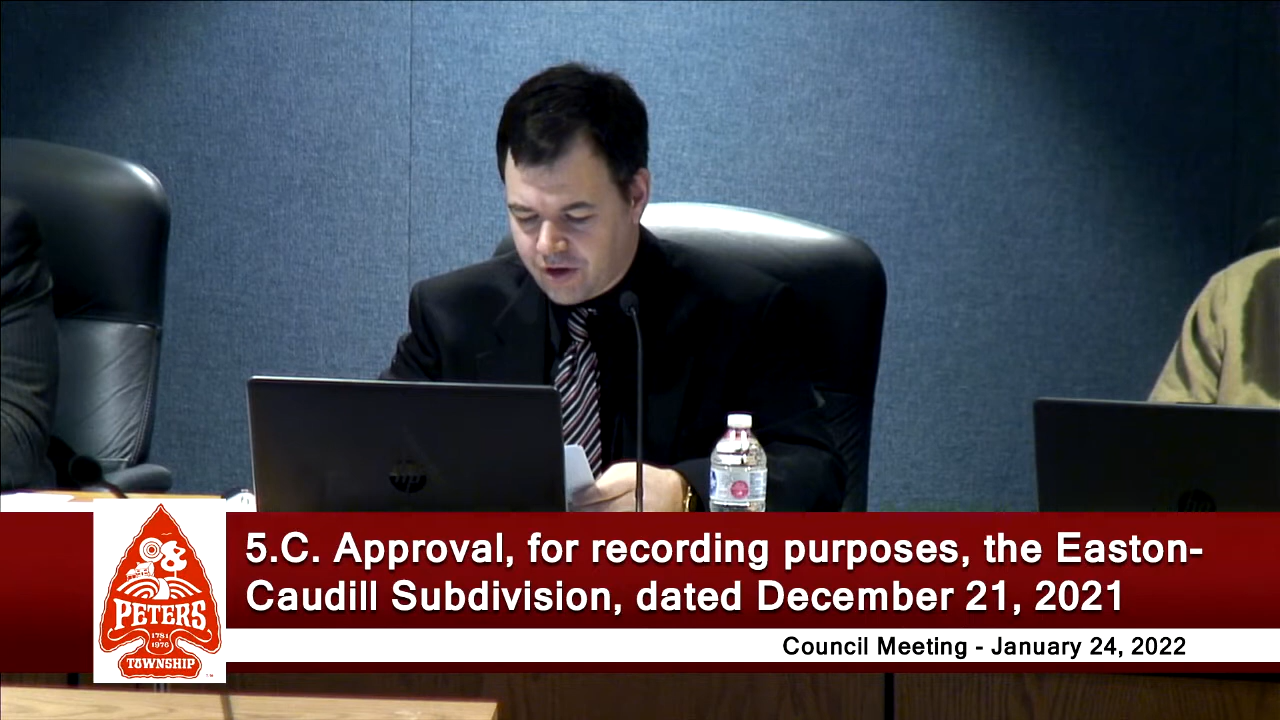 5.C. Approval, for recording purposes, the Easton-
Caudill Subdivision, dated December 21, 2021
Council Meeting - January 24, 2022
PETERS
1781
1976
TOWNSHIP
hp